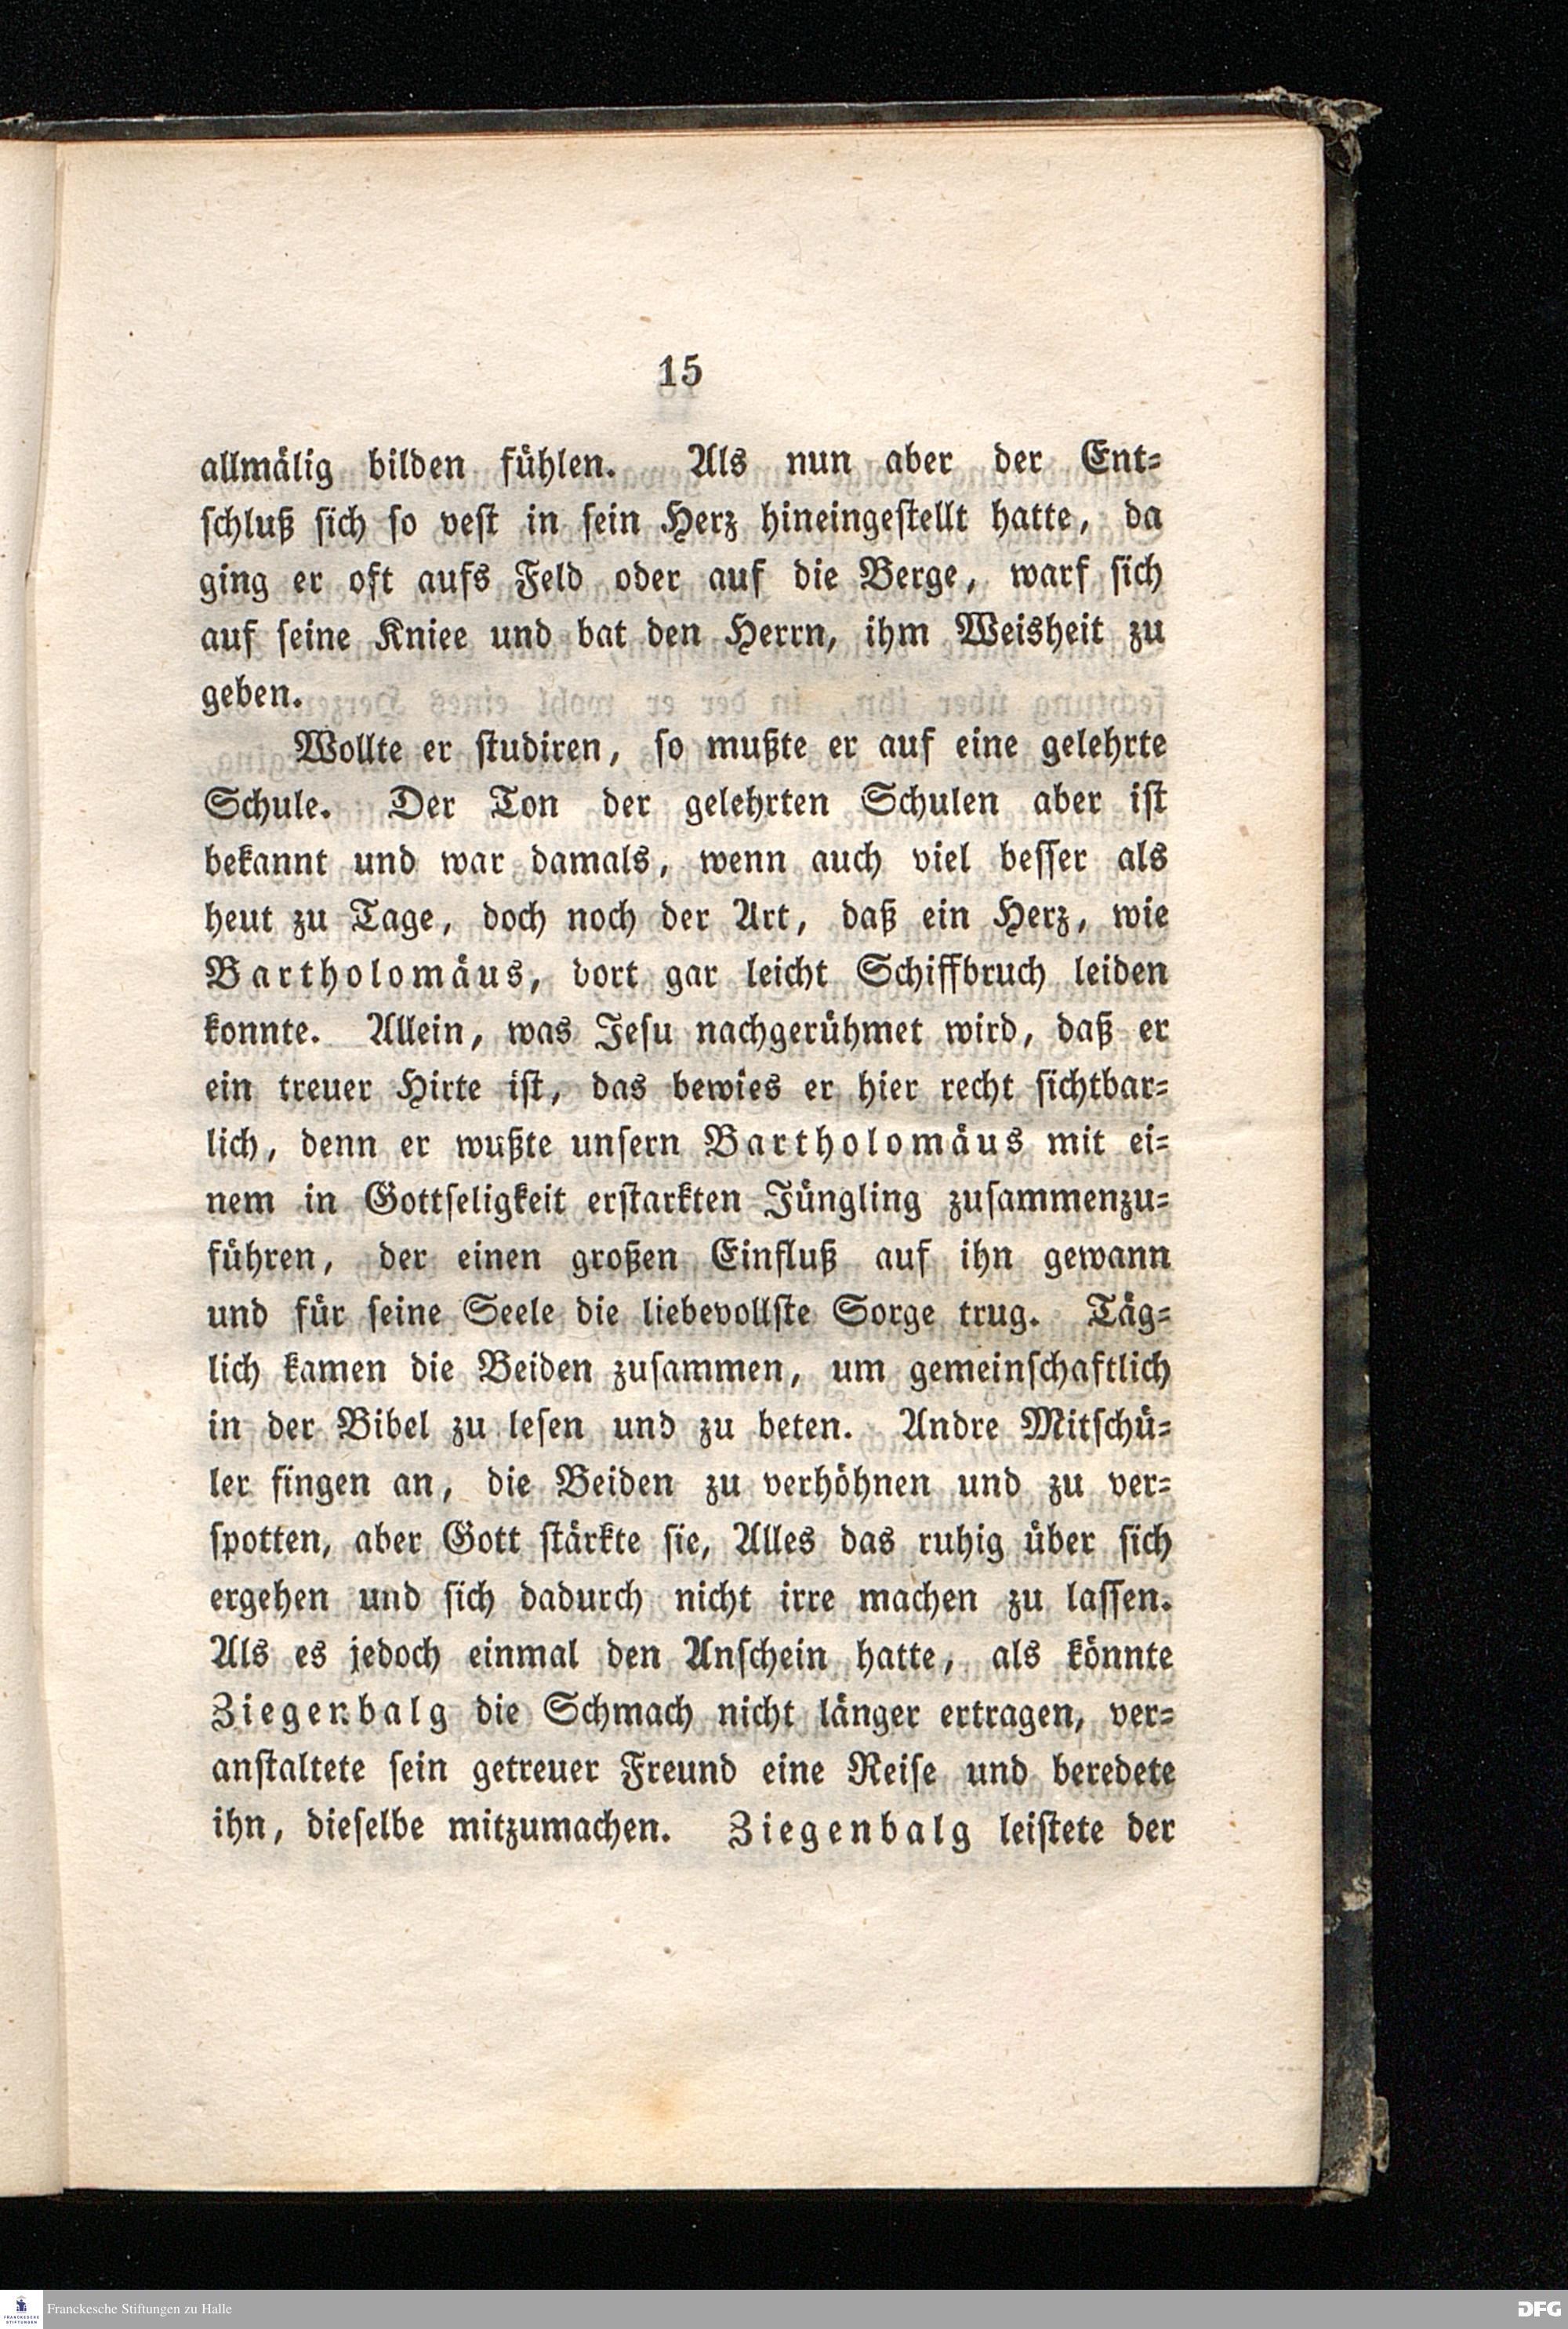 15
allmälig bilden fühlen. Als nun aber der Ent⸗
schluß sich so vest in sein Herz hineingestellt hatte, da
ging er oft aufs Feld oder auf die Berge, warf sich
auf seine Kniee und bat den Herrn, ihm Weisheit zu
geben.
Wollte er studiren, so mußte er auf eine gelehrte
Schule. Der Ton der gelehrten Schulen aber ist
bekannt und war damals, wenn auch viel besser als
heut zu Tage, doch noch der Art, daß ein Herz, wie
Bartholomäus, dort gar leicht Schiffbruch leiden
konnte. Allein, was Jesu nachgerühmet wird, daß er
ein treuer Hirte ist, das bewies er hier recht sichtbar⸗
lich, denn er wußte unsern Bartholomäus mit ei⸗
nem in Gottseligkeit erstarkten Jüngling zusammenzu⸗
führen, der einen großen Einfluß auf ihn gewann
und für seine Seele die liebevollste Sorge trug. Täg⸗
lich kamen die Beiden zusammen, um gemeinschaftlich
in der Bibel zu lesen und zu beten. Andre Mitschü⸗
ler fingen an, die Beiden zu verhöhnen und zu ver⸗
spotten, aber Gott stärkte sie, Alles das ruhig über sich
ergehen und sich dadurch nicht irre machen zu lassen.
Als es jedoch einmal den Anschein hatte, als könnte
Ziegenbalg die Schmach nicht länger ertragen, ver⸗
anstaltete sein getreuer Freund eine Reise und beredete
ihn, dieselbe mitzumachen. Ziegenbalg leistete der
FRANCKESCHE
STIFTUNGEN
Franckesche Stiftungen zu Halle
DFG